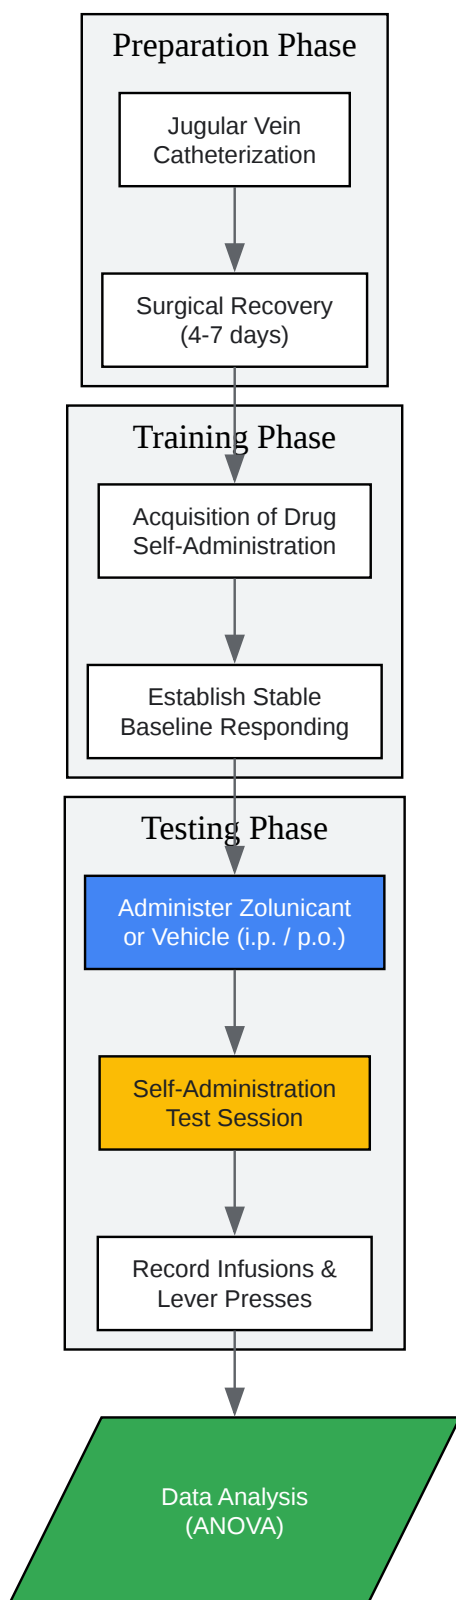 Preparation Phase
Jugular Vein
Catheterization
Surgical Recovery
(4-7 days)
Training Phase
Acquisition of Drug
Self-Administration
Establish Stable
Baseline Responding
Testing Phase
Administer Zolunicant
or Vehicle (i.p. / p.o.)
Self-Administration
Test Session
Record Infusions &
Lever Presses
Data Analysis
(ANOVA)